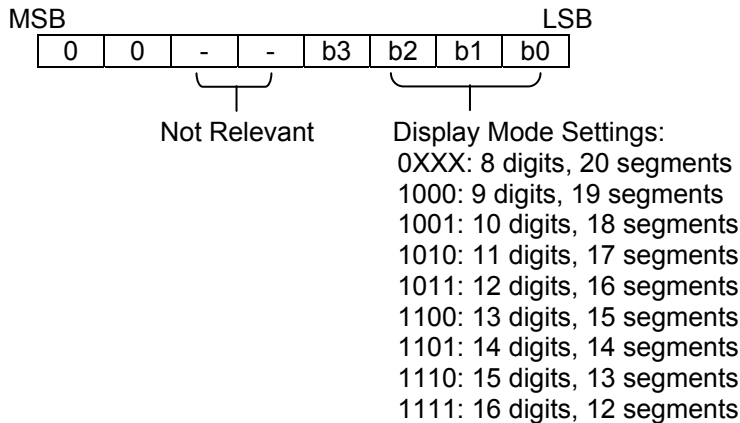 MSB LSB
0 0 - - b3 b2 b1 b0
Not Relevant Display Mode Settings:
0XXX: 8 digits, 20 segments
1000: 9 digits, 19 segments
1001: 10 digits, 18 segments
1010: 11 digits, 17 segments
1011: 12 digits, 16 segments
1100: 13 digits, 15 segments
1101: 14 digits, 14 segments
1110: 15 digits, 13 segments
1111: 16 digits, 12 segments